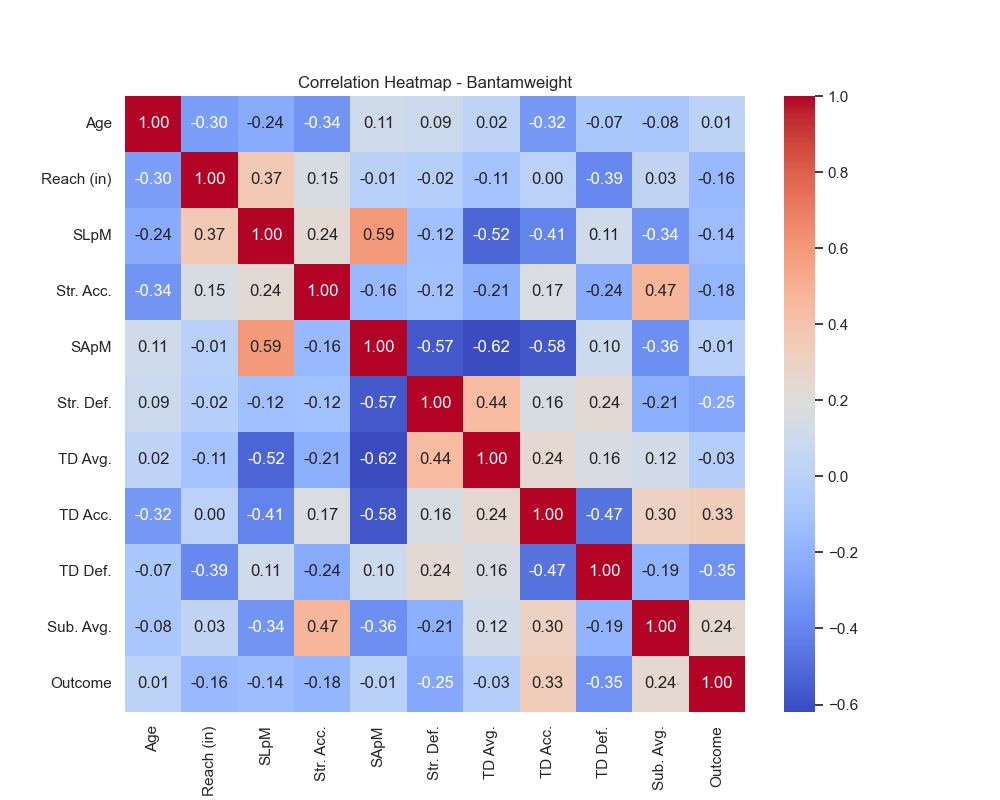 Correlation Heatmap - Bantamweight
Age 1.00 -0.30 -0.24 -0.34 0.11 0.09 0.02 -0.32 -0.07 -0.08 0.01
Reach (in) -0.30 1.00 0.37 0.15 -0.01 -0.02 -0.11 0.00 -0.39 0.03 -0.16
SLpM -0.24 0.37 1.00 0.24 0.59 -0.12 -0.52 -0.41 0.11 -0.34 -0.14
Str. Acc. -0.34 0.15 0.24 1.00 -0.16 -0.12 -0.21 0.17 -0.24 0.47 -0.18
SApM 0.11 -0.01 0.59 -0.16 1.00 -0.57 -0.62 -0.58 0.10 -0.36 -0.01
Str. Def. 0.09 -0.02 -0.12 -0.12 -0.57 1.00 0.44 0.16 0.24 -0.21 -0.25
TD Avg. 0.02 -0.11 -0.52 -0.21 -0.62 0.44 1.00 0.24 0.16 0.12 -0.03
TD Acc. -0.32 0.00 -0.41 0.17 -0.58 0.16 0.24 1.00 -0.47 0.30 0.33
TD Def. -0.07 -0.39 0.11 -0.24 0.10 0.24 0.16 -0.47 1.00 -0.19 -0.35
Sub. Avg. -0.08 0.03 -0.34 0.47 -0.36 -0.21 0.12 0.30 -0.19 1.00 0.24
Outcome 0.01 -0.16 -0.14 -0.18 -0.01 -0.25 -0.03 0.33 -0.35 0.24 1.00
Age Reach (in) SLpM Str. Acc. SApM Str. Def. TD Avg. TD Acc. TD Def. Sub. Avg. Outcome
1.0
0.8
0.6
0.4
0.2
0.0
−0.2
−0.4
−0.6